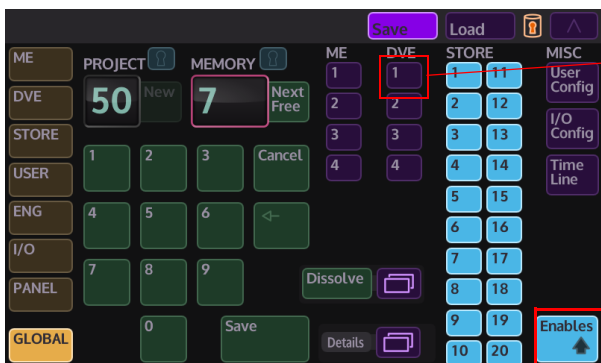 Save
Load
ME
DVE
STORE
USER
ENG
I/O
PANEL
GLOBAL
PROJECT
50
New
MEMORY
7
Next
Free
1
2
3
Cancel
4
5
6
7
8
9
0
Save
Dissolve
Details
ME
1
2
3
4
DVE
1
2
3
4
STORE
1 11
2 12
3 13
4 14
5 15
6 16
7 17
8 18
9 19
10 20
MISC
User
Config
I/O
Config
Time
Line
Enables